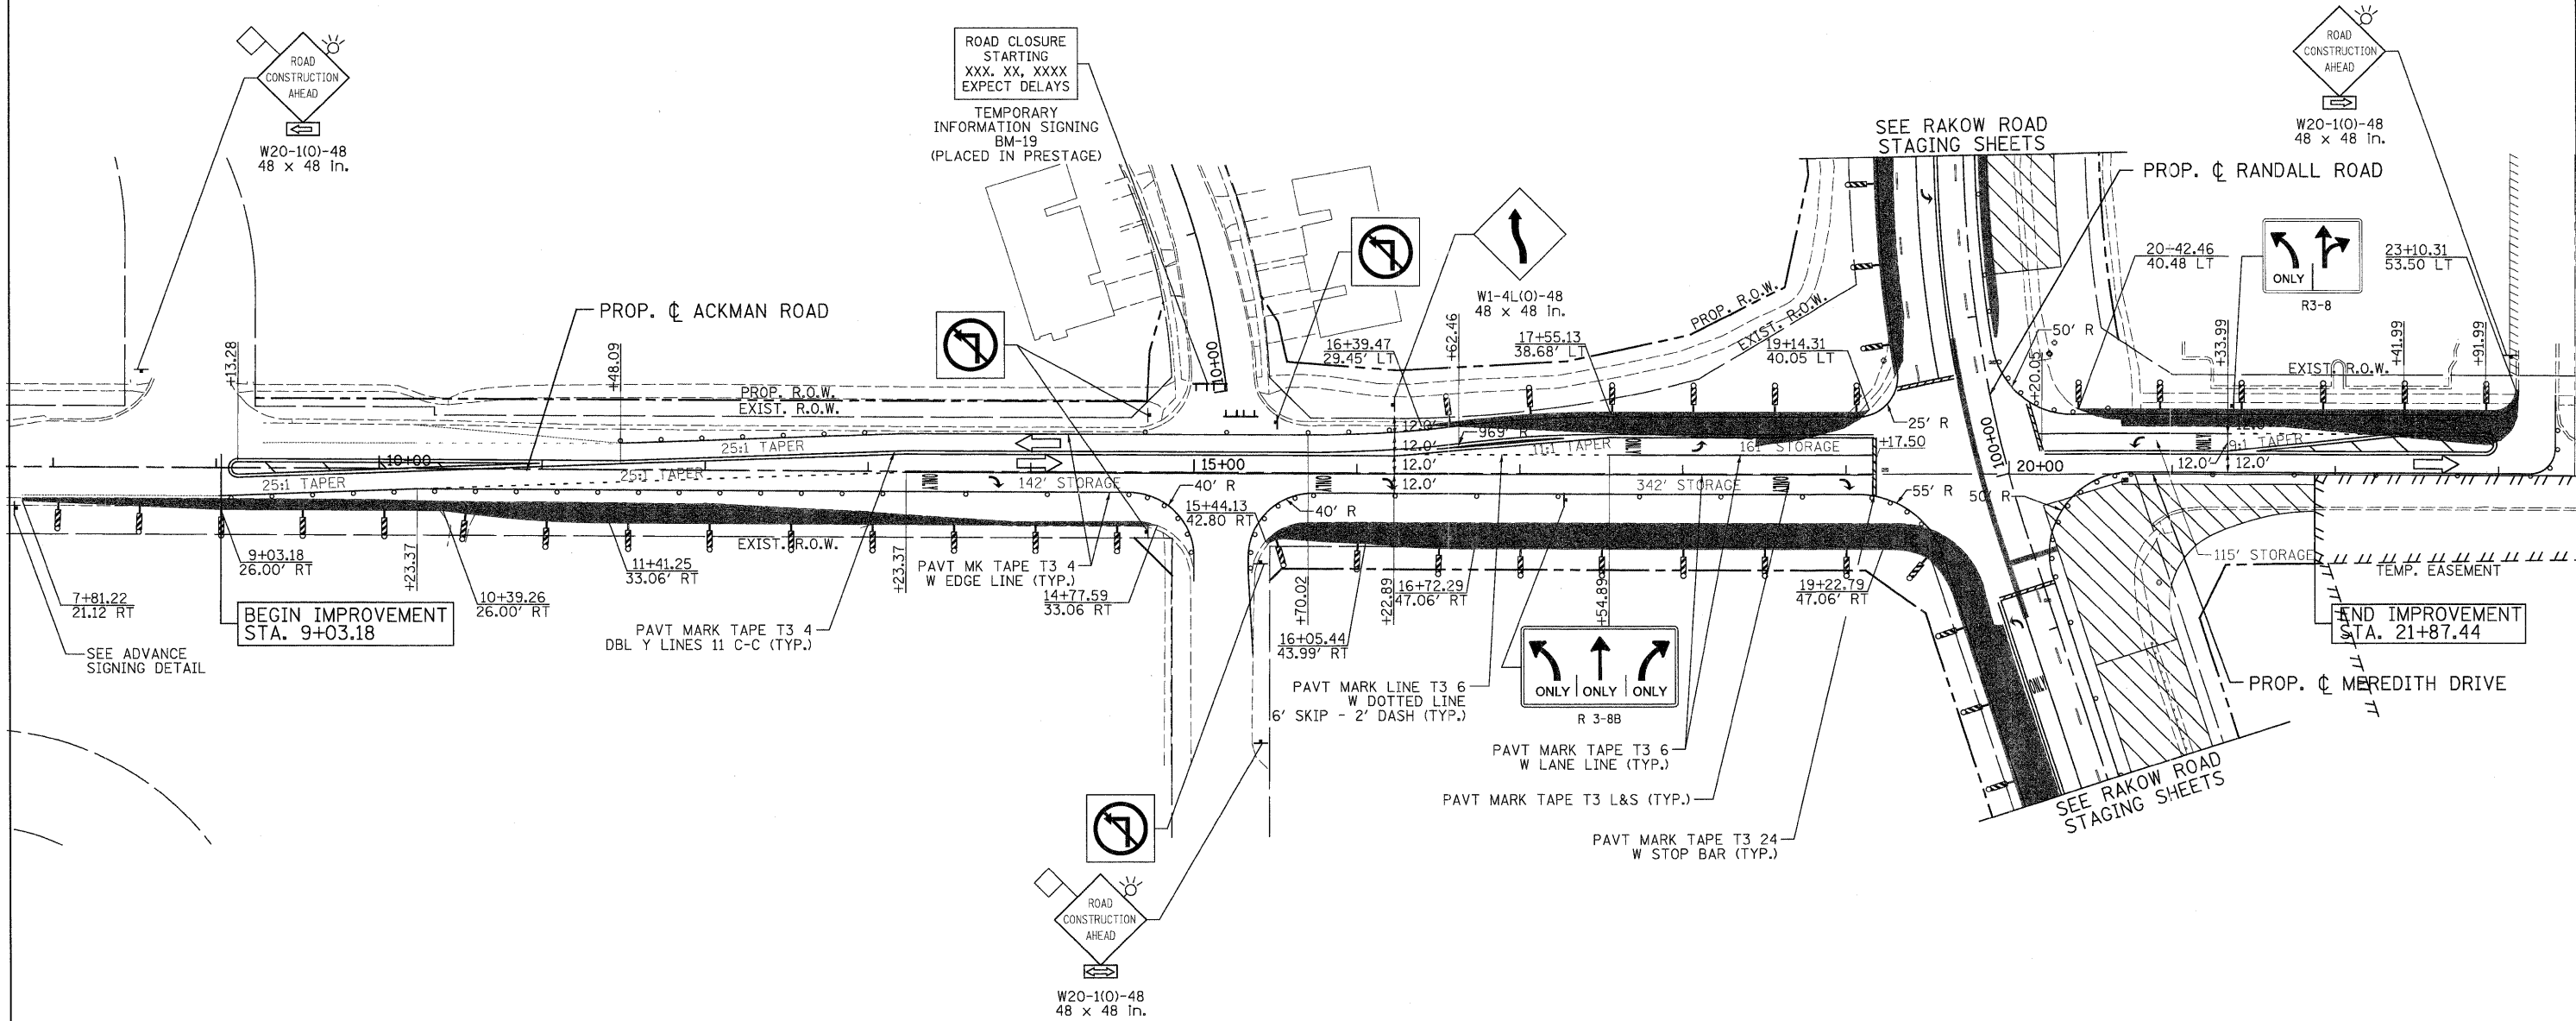 ROAD
CONSTRUCTION
AHEAD
W20-1(O)-48
48 x 48 in.
ROAD CLOSURE
STARTING
XXX. XX, XXXX
EXPECT DELAYS
TEMPORARY
INFORMATION SIGNING
BM-19
(PLACED IN PRESTAGE)
SEE RAKOW ROAD
STAGING SHEETS
ROAD
CONSTRUCTION
AHEAD
W20-1(O)-48
48 x 48 in.
PROP. ℄ RANDALL ROAD
PROP. ℄ ACKMAN ROAD
W1-4L(O)-48
48 x 48 in.
PROP. R.O.W.
EXIST. R.O.W.
20-42.46
40.48 LT
ONLY
R3-8
23+10.31
53.50 LT
+13.28
+48.09
10+00
16+39.47
29.45' LT
+62.46
17+55.13
38.68' LT
19+14.31
40.05 LT
50' R
+20.05
+33.99
+41.99
+91.99
EXIST. R.O.W.
PROP. R.O.W.
EXIST. R.O.W.
25' R
25:1 TAPER
12.0'
12.0'
12.0'
12.0'
969' R
11:1 TAPER
ONLY
161' STORAGE
+17.50
100+00
12.0'
ONLY
9:1 TAPER
12.0'
12.0'
10+00
25:1 TAPER
25:1 TAPER
15+00
20+00
ONLY
142' STORAGE
40' R
ONLY
342' STORAGE
ONLY
55' R
50' R
40' R
15+44.13
42.80 RT
EXIST. R.O.W.
115' STORAGE
TEMP. EASEMENT
9+03.18
26.00' RT
+23.37
11+41.25
33.06' RT
+23.37
PAVT MK TAPE T3 4
W EDGE LINE (TYP.)
14+77.59
33.06 RT
+70.02
+22.89
16+72.29
47.06' RT
+54.89
19+22.79
47.06' RT
7+81.22
21.12 RT
10+39.26
26.00' RT
BEGIN IMPROVEMENT
STA. 9+03.18
END IMPROVEMENT
STA. 21+87.44
PAVT MARK TAPE T3 4
DBL Y LINES 11 C-C (TYP.)
16+05.44
43.99' RT
SEE ADVANCE
SIGNING DETAIL
ONLY ONLY ONLY
R 3-8B
PAVT MARK LINE T3 6
W DOTTED LINE
6' SKIP - 2' DASH (TYP.)
ONLY
PROP. ℄ MEREDITH DRIVE
PAVT MARK TAPE T3 6
W LANE LINE (TYP.)
PAVT MARK TAPE T3 L&S (TYP.)
SEE RAKOW ROAD
STAGING SHEETS
PAVT MARK TAPE T3 24
W STOP BAR (TYP.)
ROAD
CONSTRUCTION
AHEAD
W20-1(O)-48
48 x 48 in.